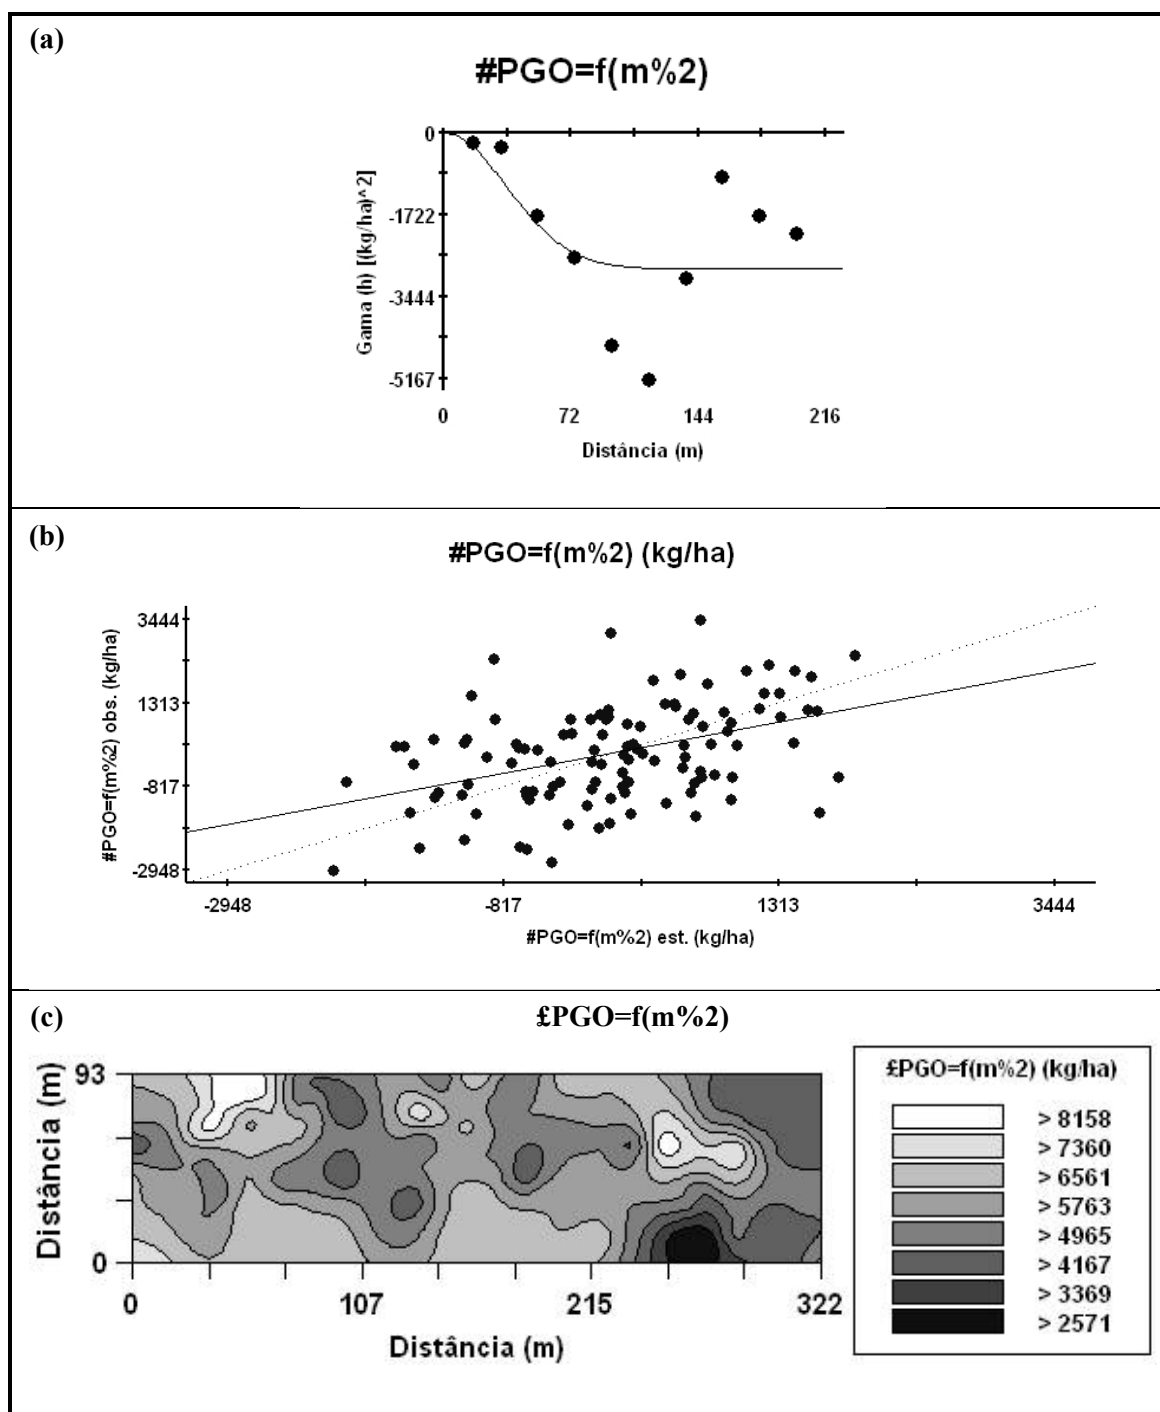 (a)
#PGO=f(m%2)
0
-1722
-3444
-5167
Gama (h) [(kg/ha)^2]
0 72 144 216
Distância (m)
(b)
#PGO=f(m%2) (kg/ha)
3444
1313
-817
-2948
#PGO=f(m%2) obs. (kg/ha)
-2948 -817 1313 3444
#PGO=f(m%2) est. (kg/ha)
(c)
£PGO=f(m%2)
93
0
Distância (m)
0 107 215 322
Distância (m)
£PGO=f(m%2) (kg/ha)
> 8158
> 7360
> 6561
> 5763
> 4965
> 4167
> 3369
> 2571